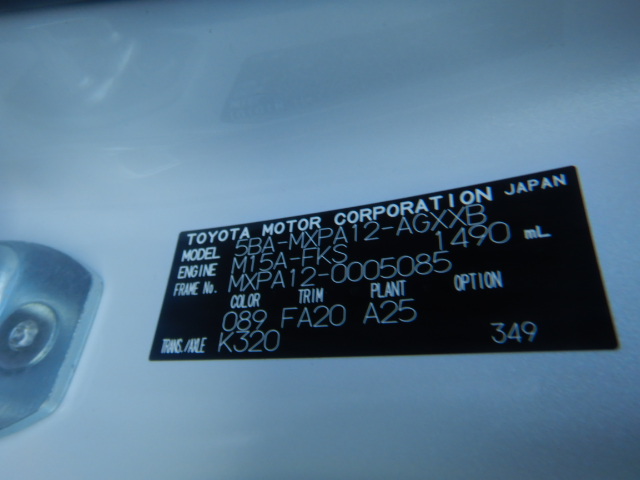 TOYOTA MOTOR CORPORATION JAPAN
MODEL 5BA-MXPA12-AGXXB
ENGINE M15A-FKS 1490 mL
FRAME No. MXPA12-0005085
COLOR TRIM PLANT OPTION
089 FA20 A25
TRANS./AXLE K320 349